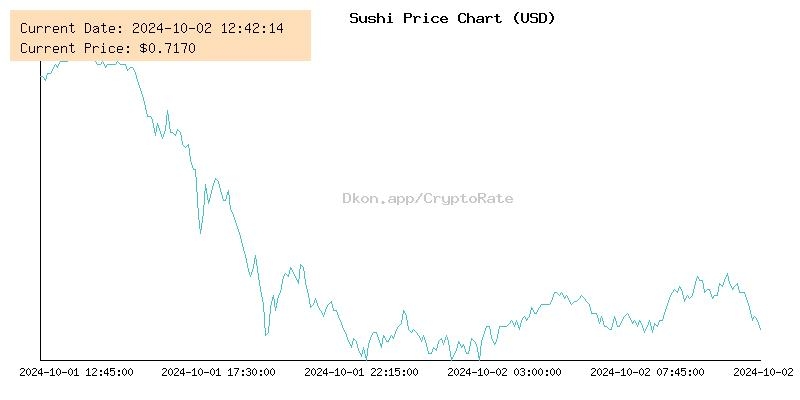 Sushi Price Chart (USD)
Current Date: 2024-10-02 12:42:14
Current Price: $0.7170
Dkon.app/CryptoRate
2024-10-01 12:45:00 2024-10-01 17:30:00 2024-10-01 22:15:00 2024-10-02 03:00:00 2024-10-02 07:45:00 2024-10-02